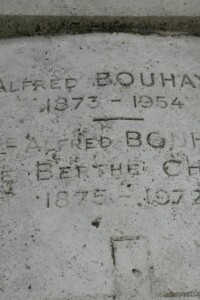 ALFRED BOUHAY
1873 - 1954
E ALFRED BOUH
E BERTHE CH
1875 - 1972